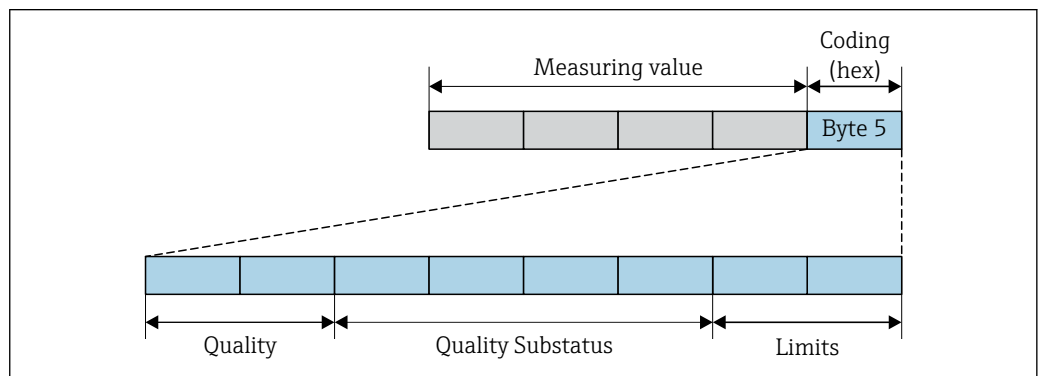 Coding
(hex)
Measuring value
Byte 5
Quality
Quality Substatus
Limits